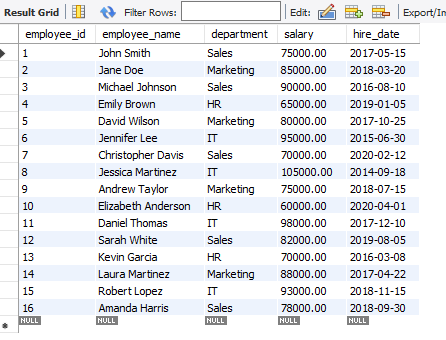 Result Grid Filter Rows: Edit: Export/Im
employee_id employee_name department salary hire_date
1 John Smith Sales 75000.00 2017-05-15
2 Jane Doe Marketing 85000.00 2018-03-20
3 Michael Johnson Sales 90000.00 2016-08-10
4 Emily Brown HR 65000.00 2019-01-05
5 David Wilson Marketing 80000.00 2017-10-25
6 Jennifer Lee IT 95000.00 2015-06-30
7 Christopher Davis Sales 70000.00 2020-02-12
8 Jessica Martinez IT 105000.00 2014-09-18
9 Andrew Taylor Marketing 75000.00 2018-07-15
10 Elizabeth Anderson HR 60000.00 2020-04-01
11 Daniel Thomas IT 98000.00 2017-12-10
12 Sarah White Sales 82000.00 2019-08-05
13 Kevin Garcia HR 70000.00 2016-03-08
14 Laura Martinez Marketing 88000.00 2017-04-22
15 Robert Lopez IT 93000.00 2018-11-15
16 Amanda Harris Sales 78000.00 2018-09-30
NULL NULL NULL NULL NULL